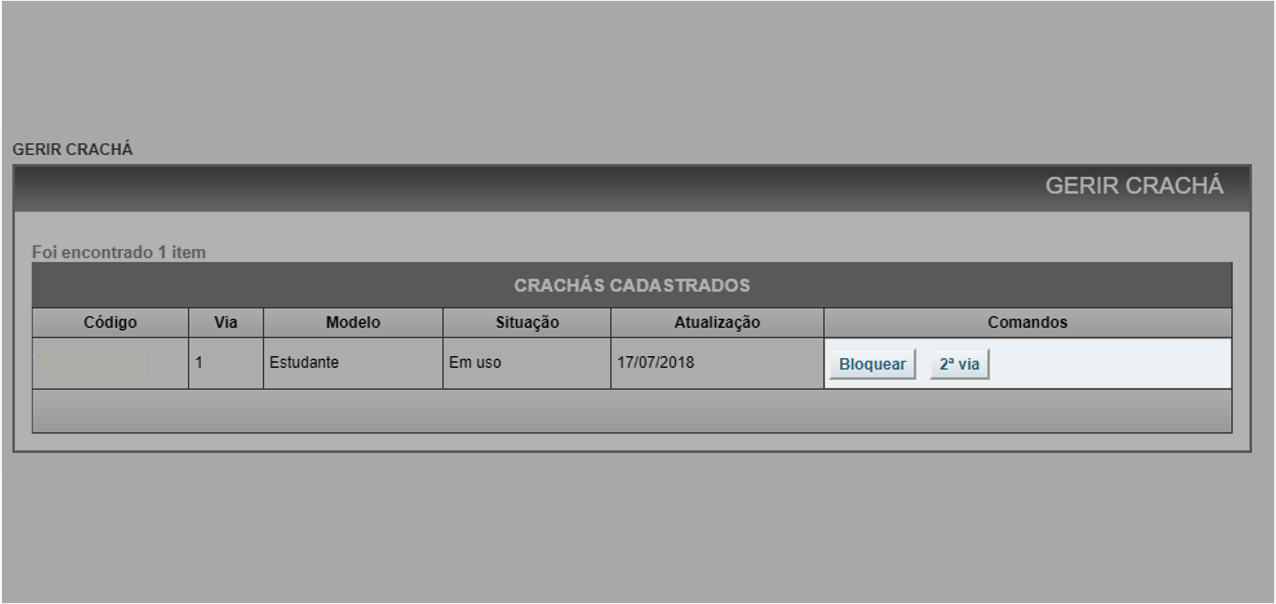 GERIR CRACHÁ
GERIR CRACHÁ
Foi encontrado 1 item
CRACHÁS CADASTRADOS
Código Via Modelo Situação Atualização Comandos
1 Estudante Em uso 17/07/2018 Bloquear 2ª via